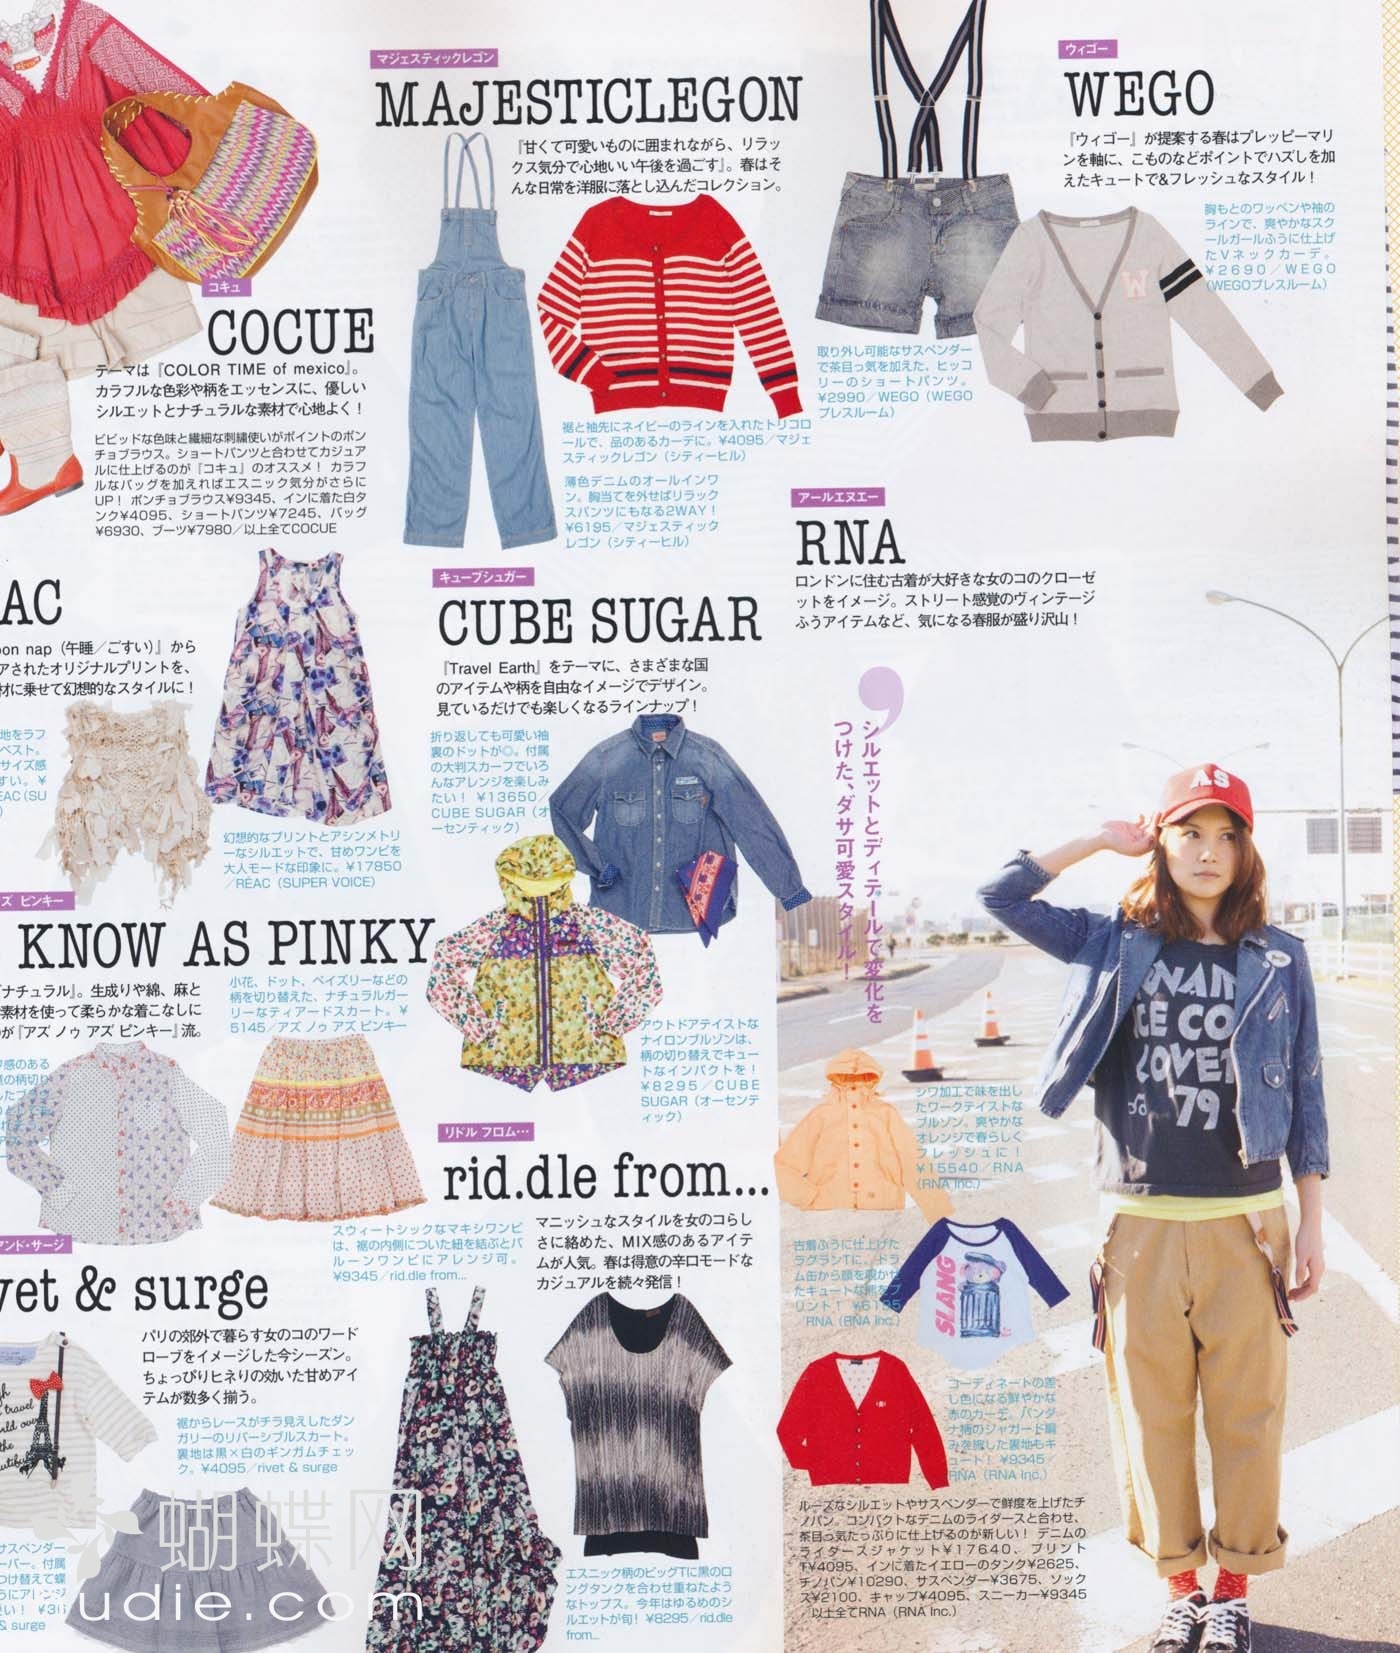 マジェスティックレゴン
MAJESTICLEGON
『甘くて可愛いものに囲まれながら、リラッ
クス気分で心地いい午後を過ごす』。春はそ
んな日常を洋服に落とし込んだコレクション。
裾と袖先にネイビーのラインを入れたトリコロ
ールで、品のあるカーデに。¥4095／マジェ
スティックレゴン（シティーヒル）
薄色デニムのオールインワ
ン。胸当てを外せばリラック
スパンツにもなる2WAY！
¥6195／マジェスティック
レゴン（シティーヒル）
ウィゴー
WEGO
『ウィゴー』が提案する春はプレッピーマリ
ンを軸に、こものなどポイントでハズしを加
えたキュートで&フレッシュなスタイル！
胸もとのワッペンや袖の
ラインで、爽やかなスク
ールガールふうに仕上げ
たVネックカーデ。
¥2690／WEGO
（WEGOプレスルーム）
W
取り外し可能なサスペンダー
で茶目っ気を加えた、ヒッコ
リーのショートパンツ。
¥2990／WEGO（WEGO
プレスルーム）
コキュ
COCUE
テーマは『COLOR TIME of mexico』。
カラフルな色彩や柄をエッセンスに、優しい
シルエットとナチュラルな素材で心地よく！
ビビッドな色味と繊細な刺繍使いがポイントのポン
チョブラウス。ショートパンツと合わせてカジュア
ルに仕上げるのが『コキュ』のオススメ！ カラフ
ルなバッグを加えればエスニック気分がさらに
UP！ ポンチョブラウス¥9345、インに着た白タ
ンク¥4095、ショートパンツ¥7245、バッグ
¥6930、ブーツ¥7980／以上全てCOCUE
アールエヌエー
RNA
ロンドンに住む古着が大好きな女のコのクローゼ
ットをイメージ。ストリート感覚のヴィンテージ
ふうアイテムなど、気になる春服が盛り沢山！
シルエットとディテールで変化を
つけた、ダサ可愛スタイル！
AC
oon nap（午睡／ごすい）』から
アされたオリジナルプリントを、
材に乗せて幻想的なスタイルに！
地をラフ
ベスト。
サイズ感
すい。¥
EAC（SU
幻想的なプリントとアシンメトリ
ーなシルエットで、甘めワンピを
大人モードな印象に。¥17850
／REAC（SUPER VOICE）
キューブシュガー
CUBE SUGAR
『Travel Earth』をテーマに、さまざまな国
のアイテムや柄を自由なイメージでデザイン。
見ているだけでも楽しくなるラインナップ！
折り返しても可愛い袖
裏のドットが◎。付属
の大判スカーフでいろ
んなアレンジを楽しみ
たい！ ¥13650／
CUBE SUGAR（オ
ーセンティック）
アウトドアテイストな
ナイロンブルゾンは、
柄の切り替えでキュー
トなインパクトを！
¥8295／CUBE
SUGAR（オーセンテ
ィック）
ズ ピンキー
KNOW AS PINKY
『ナチュラル』。生成りや綿、麻と
素材を使って柔らかな着こなしに
が『アズ ノゥ アズ ピンキー』流。
小花、ドット、ペイズリーなどの
柄を切り替えた、ナチュラルガー
リーなティアードスカート。¥
5145／アズ ノゥ アズ ピンキー
リドル フロム…
rid.dle from...
マニッシュなスタイルを女のコらし
さに絡めた、MIX感のあるアイテ
ムが人気。春は得意の辛口モードな
カジュアルを続々発信！
スウィートシックなマキシワンピ
は、裾の内側についた紐を結ぶとバ
ルーンワンピにアレンジ可。
¥9345／rid.dle from...
エスニック柄のビッグTに黒のロ
ングタンクを合わせ重ねたよう
なトップス。今年はゆるめのシ
ルエットが旬！ ¥8295／rid.dle
from...
アンド・サージ
vet & surge
パリの郊外で暮らす女のコのワード
ローブをイメージした今シーズン。
ちょっぴりヒネりの効いた甘めアイ
テムが数多く揃う。
裾からレースがチラ見えしたダン
ガリーのリバーシブルスカート。
裏地は黒×白のギンガムチェッ
ク。¥4095／rivet & surge
サスペンダー
ーバー。付属
つけ替えて蝶
& surge
シワ加工で味を出し
たワークテイストな
ブルゾン。爽やかな
オレンジで春らしく
フレッシュに！
¥15540／RNA
（RNA Inc.）
古着ふうに仕上げた
ラグランTに、ドラ
ム缶から顔を覗かせ
たキュートな熊をプ
リント！ ¥6195
RNA（RNA Inc.）
SLANG
コーディネートの差
し色になる鮮やかな
赤のカーデ。バンダ
ナ柄のジャガード編
みを施した裏地もキ
ュート！ ¥9345／
RNA（RNA Inc.）
AS
RNAM
ICE CO
LOVET
'79
ルーズなシルエットやサスペンダーで鮮度を上げたチ
ノパン。コンパクトなデニムのライダースと合わせ、
茶目っ気たっぷりに仕上げるのが新しい！ デニムの
ライダースジャケット¥17640、プリント
T¥4095、インに着たイエローのタンク¥2625、
チノパン¥10290、サスペンダー¥3675、ソック
ス¥2100、キャップ¥4095、スニーカー¥9345
／以上全てRNA（RNA Inc.）
蝴蝶网
udie.com